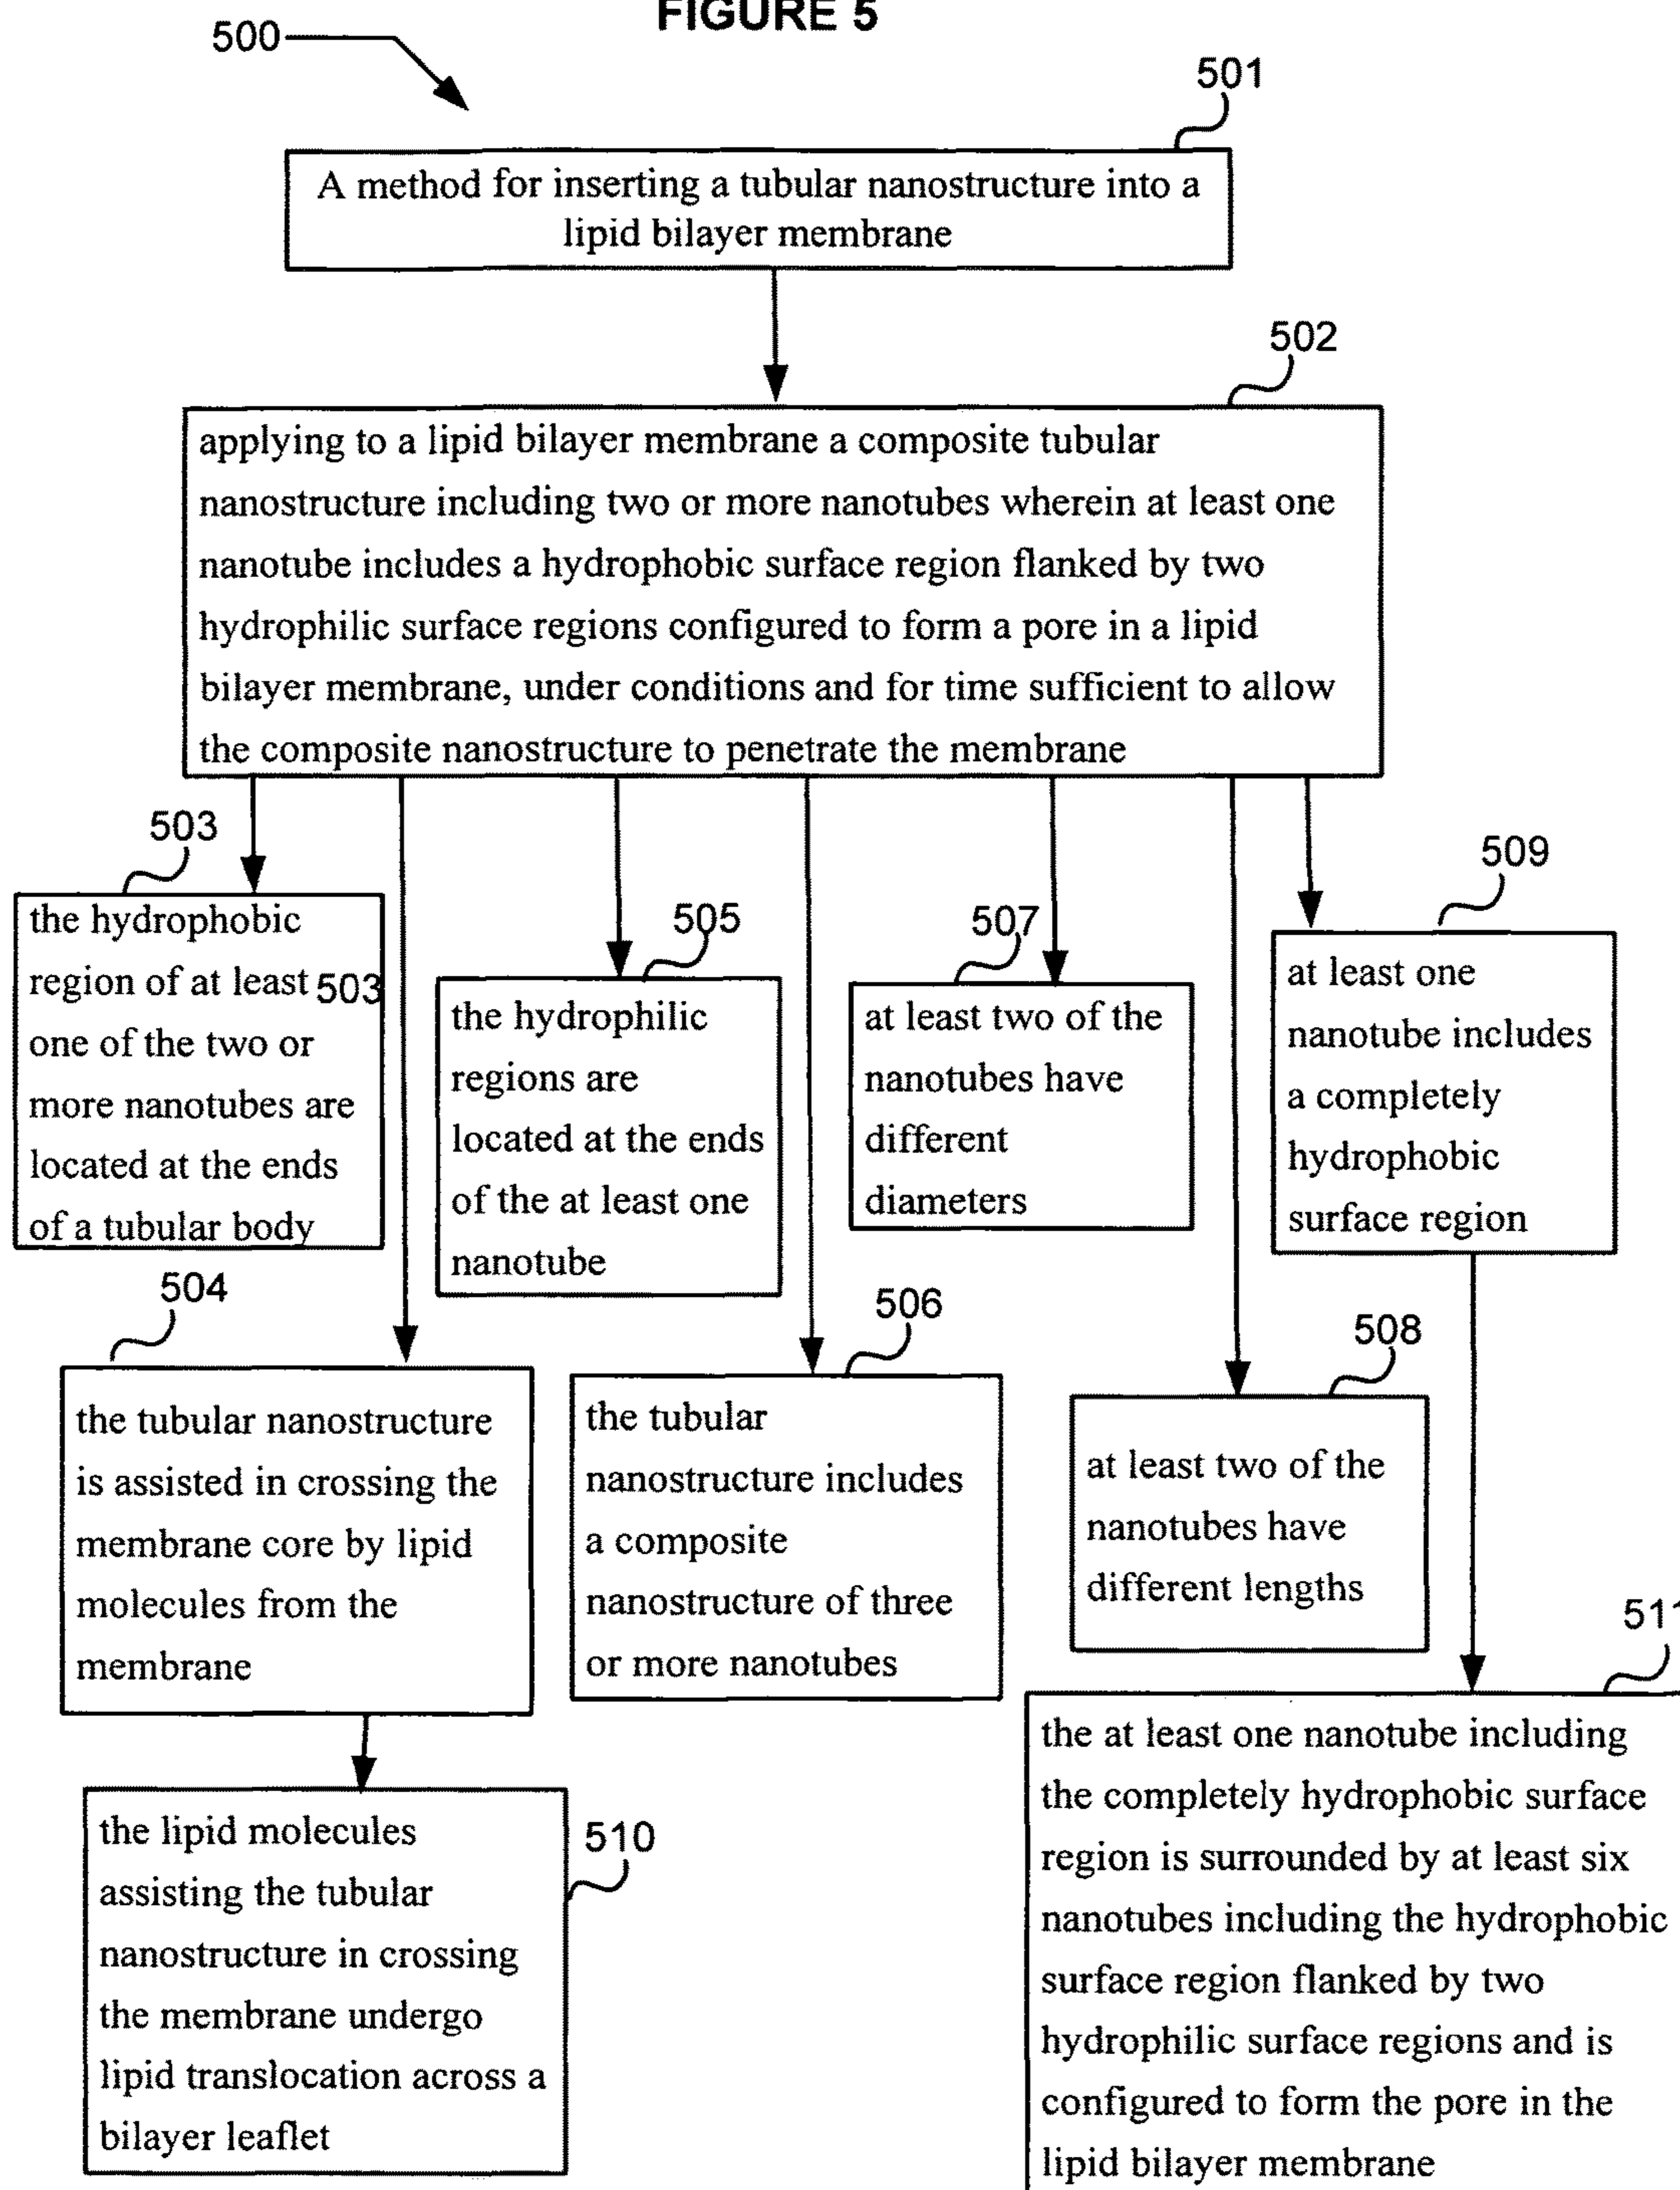 FIGURE 5
500
501
A method for inserting a tubular nanostructure into a
lipid bilayer membrane
502
applying to a lipid bilayer membrane a composite tubular
nanostructure including two or more nanotubes wherein at least one
nanotube includes a hydrophobic surface region flanked by two
hydrophilic surface regions configured to form a pore in a lipid
bilayer membrane, under conditions and for time sufficient to allow
the composite nanostructure to penetrate the membrane
503
the hydrophobic
region of at least 503
one of the two or
more nanotubes are
located at the ends
of a tubular body
505
the hydrophilic
regions are
located at the ends
of the at least one
nanotube
507
at least two of the
nanotubes have
different
diameters
509
at least one
nanotube includes
a completely
hydrophobic
surface region
504
the tubular nanostructure
is assisted in crossing the
membrane core by lipid
molecules from the
membrane
506
the tubular
nanostructure includes
a composite
nanostructure of three
or more nanotubes
508
at least two of the
nanotubes have
different lengths
510
the lipid molecules
assisting the tubular
nanostructure in crossing
the membrane undergo
lipid translocation across a
bilayer leaflet
511
the at least one nanotube including
the completely hydrophobic surface
region is surrounded by at least six
nanotubes including the hydrophobic
surface region flanked by two
hydrophilic surface regions and is
configured to form the pore in the
lipid bilayer membrane